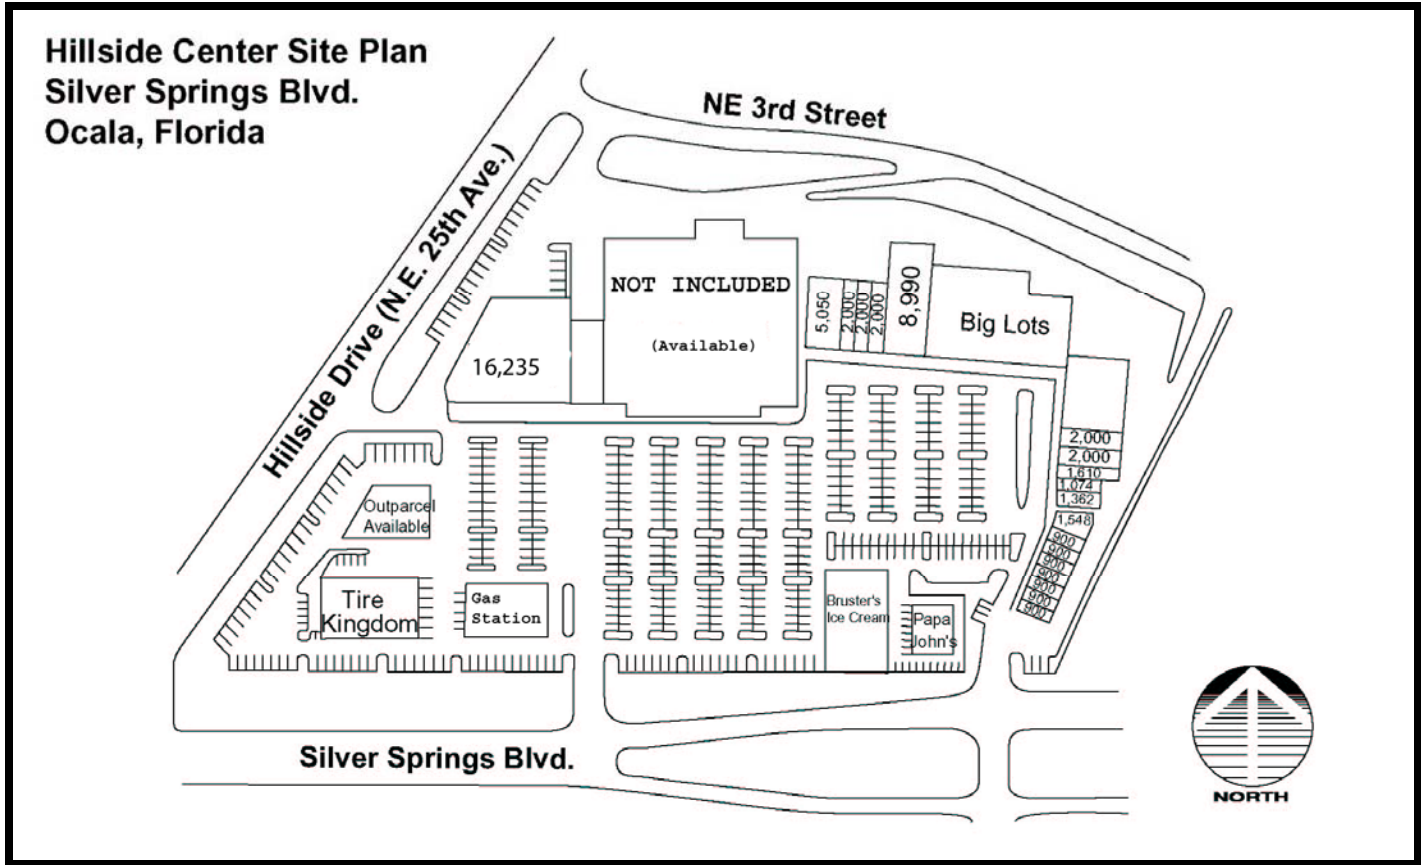 Hillside Center Site Plan
Silver Springs Blvd.
Ocala, Florida
NE 3rd Street
Hillside Drive (N.E. 25th Ave.)
NOT INCLUDED
(Available)
16,235
5,050
2,000
2,000
2,000
8,990
Big Lots
2,000
2,000
1,610
1,074
1,362
1,548
900
900
900
900
900
900
900
Outparcel
Available
Tire
Kingdom
Gas
Station
Bruster's
Ice Cream
Papa
John's
Silver Springs Blvd.
NORTH